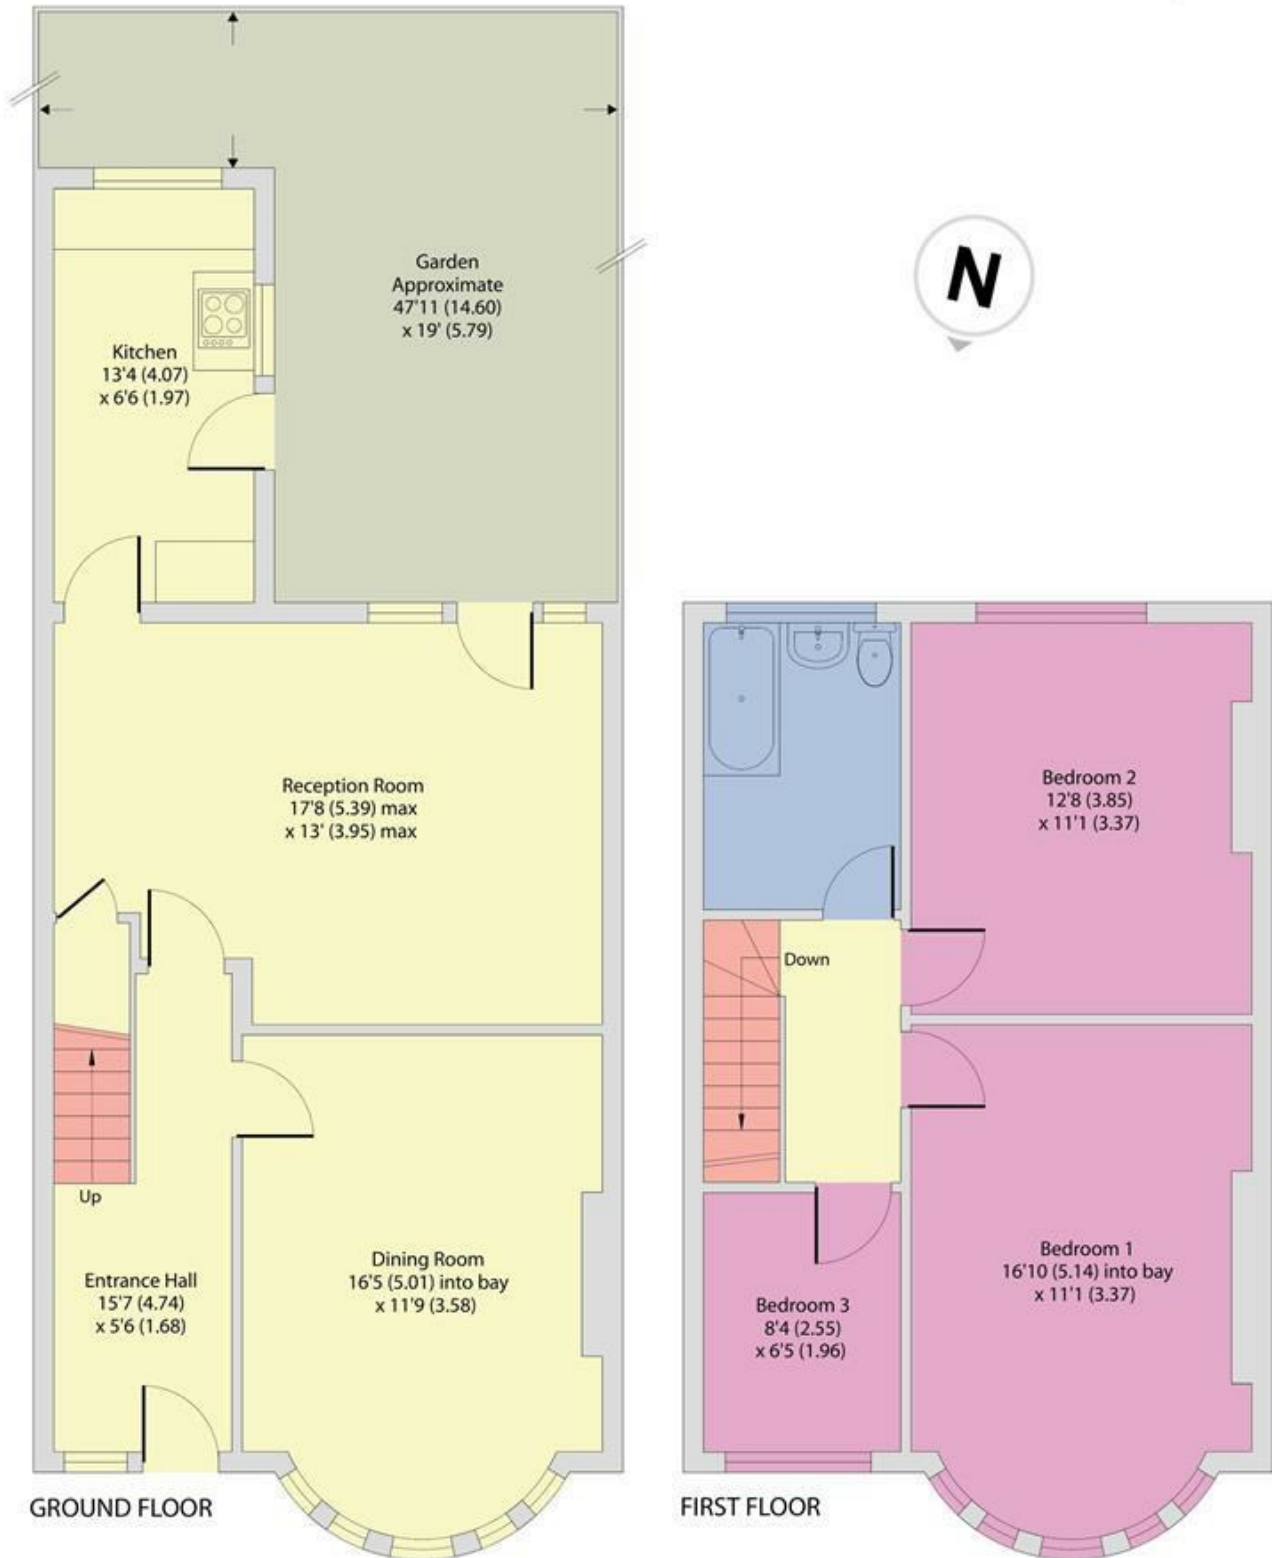 Garden
Approximate
47'11 (14.60)
x 19' (5.79)
N
Kitchen
13'4 (4.07)
x 6'6 (1.97)
Reception Room
17'8 (5.39) max
x 13' (3.95) max
Up
Entrance Hall
15'7 (4.74)
x 5'6 (1.68)
Dining Room
16'5 (5.01) into bay
x 11'9 (3.58)
GROUND FLOOR
Bedroom 2
12'8 (3.85)
x 11'1 (3.37)
Down
Bedroom 1
16'10 (5.14) into bay
x 11'1 (3.37)
Bedroom 3
8'4 (2.55)
x 6'5 (1.96)
FIRST FLOOR